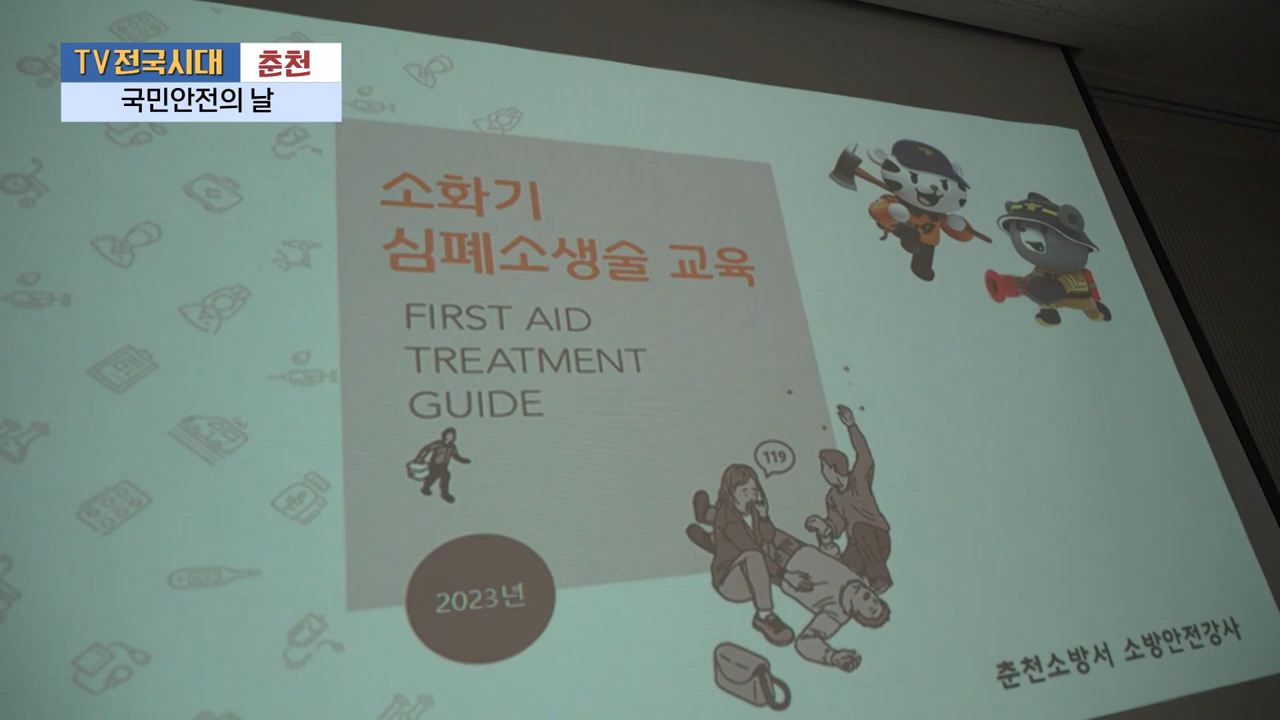 TV전국시대 춘천
국민안전의 날
소화기
심폐소생술 교육
FIRST AID
TREATMENT
GUIDE
119
2023년
춘천소방서 소방안전강사